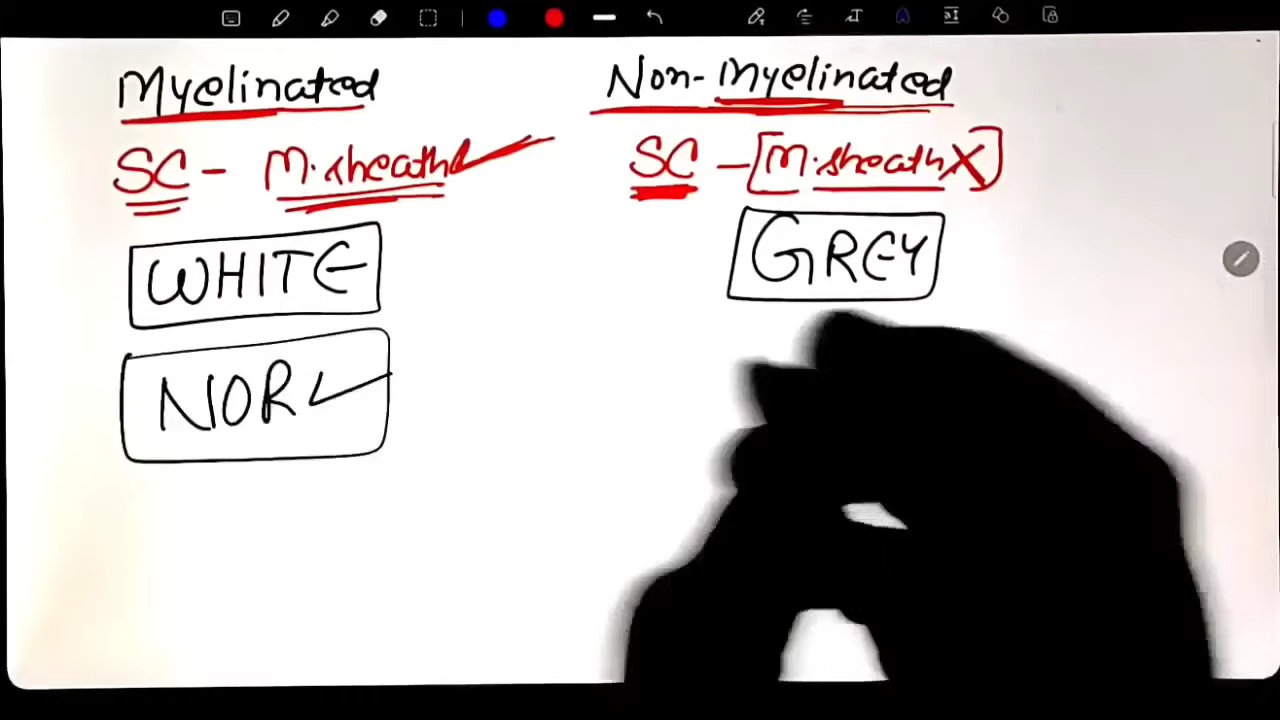 Myelinated
Non-Myelinated
SC - M.sheath ✓
SC - [M.sheath X]
WHITE
GREY
NOR ✓